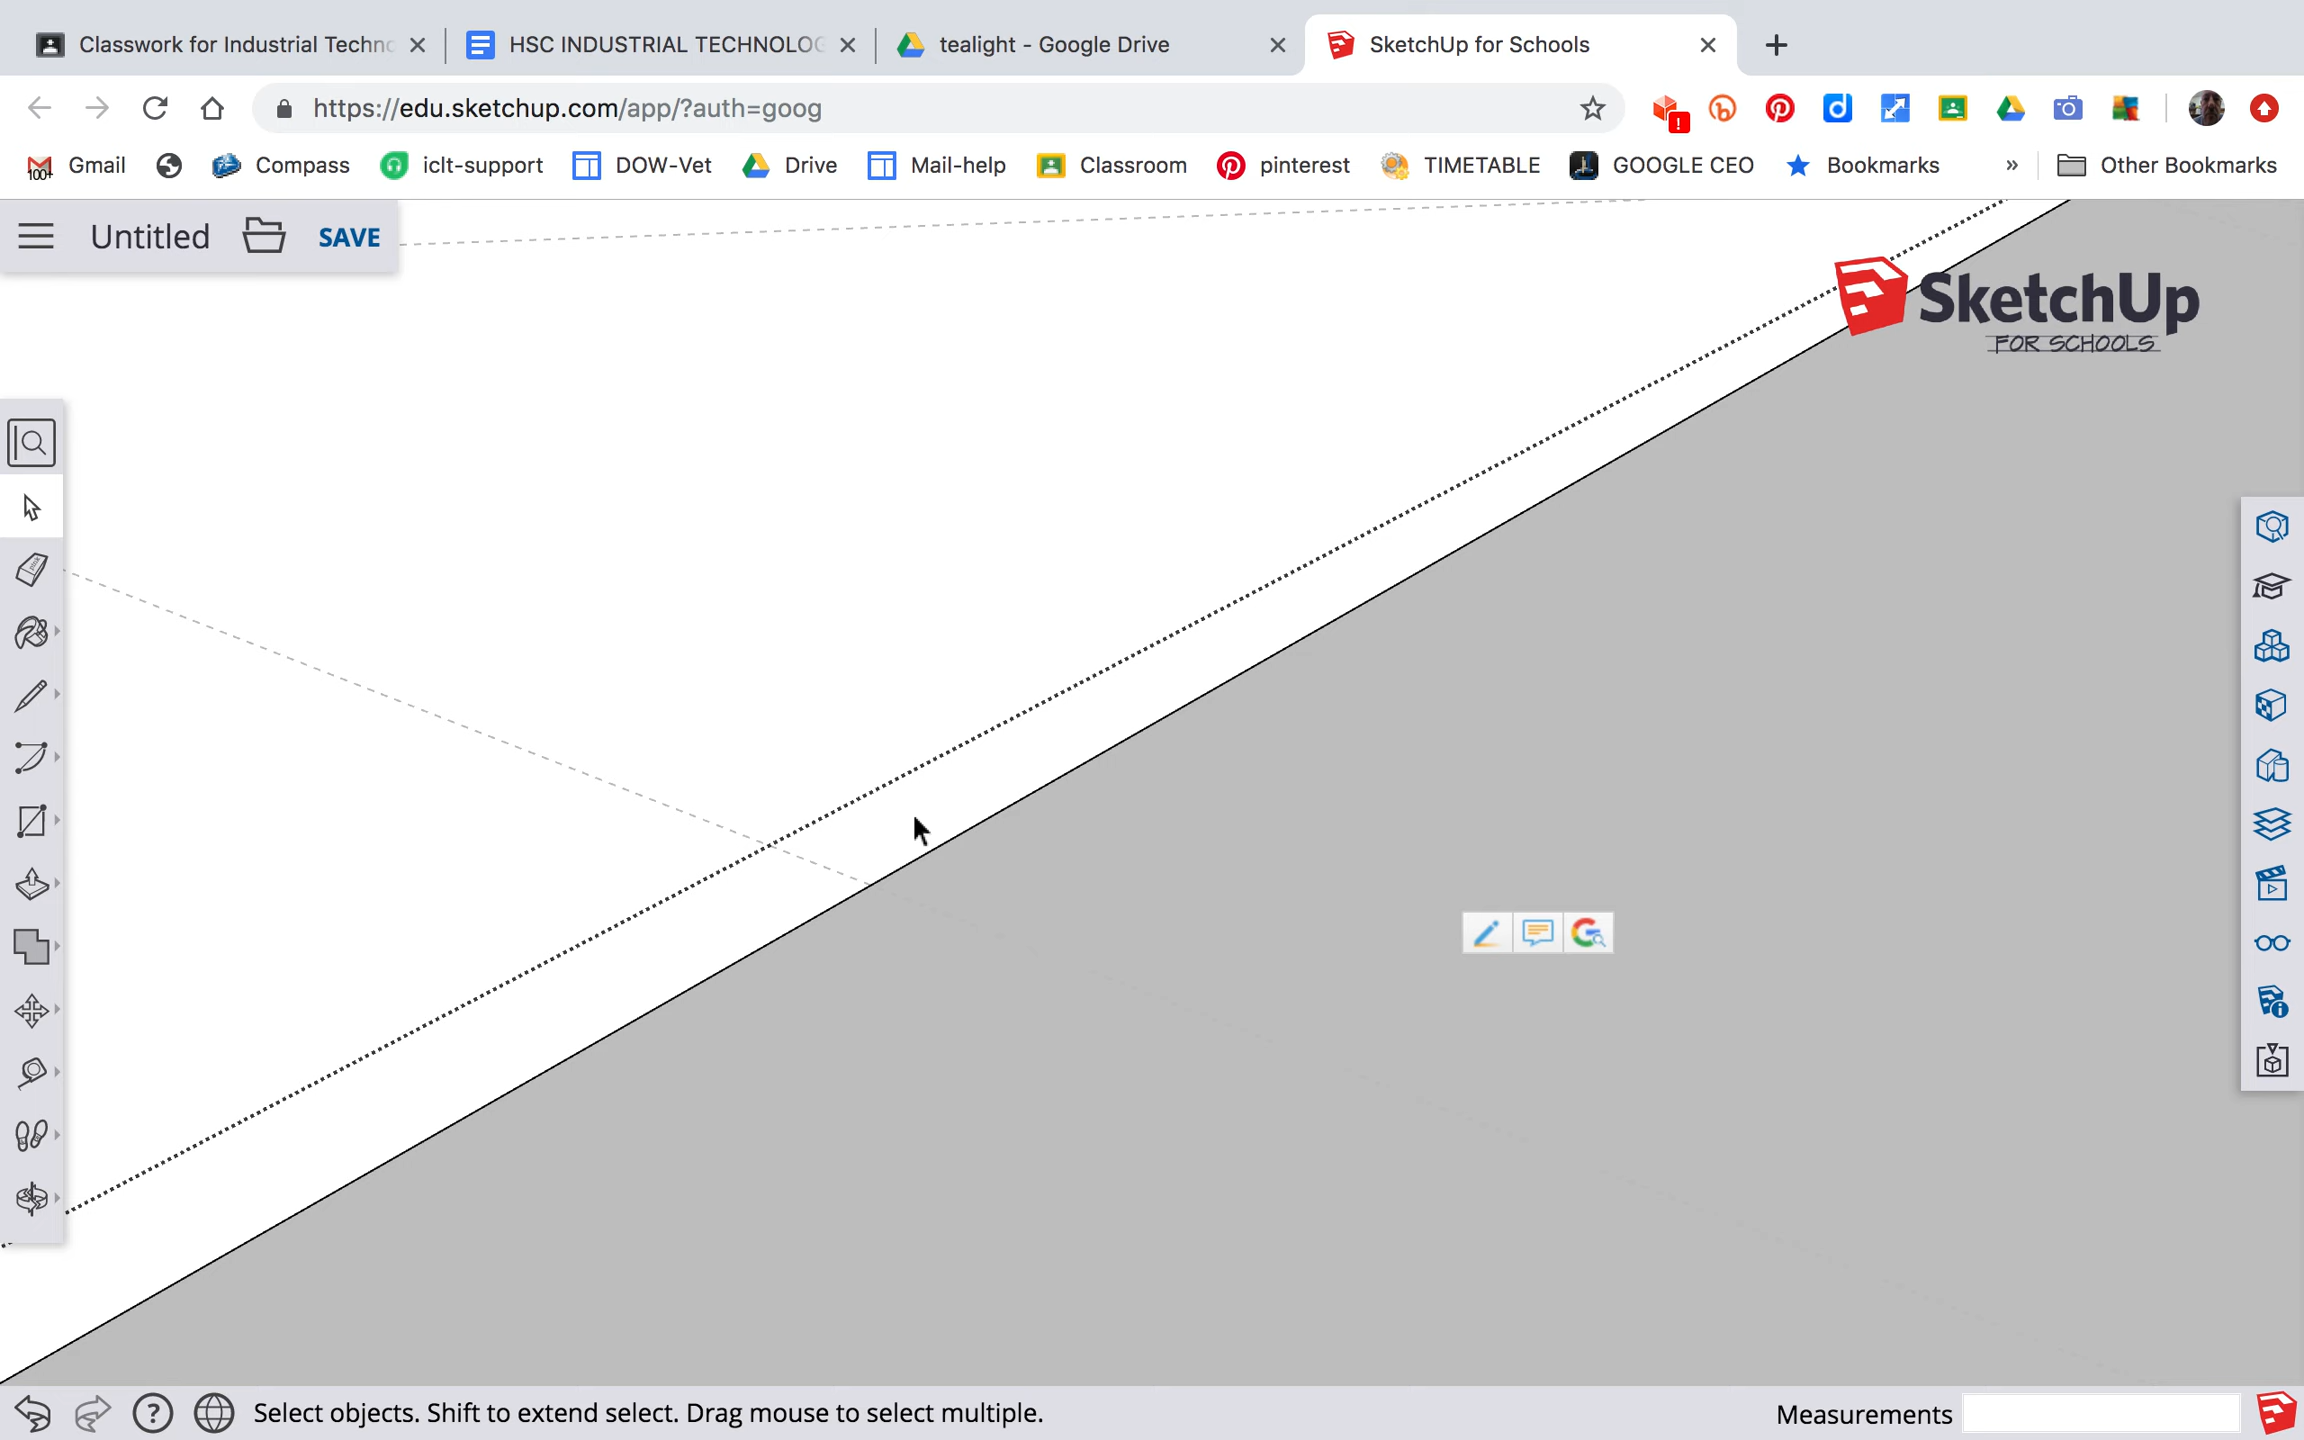 Classwork for Industrial Techno
HSC INDUSTRIAL TECHNOLOG
tealight - Google Drive
SketchUp for Schools
https://edu.sketchup.com/app/?auth=goog
Gmail
Compass
iclt-support
DOW-Vet
Drive
Mail-help
Classroom
pinterest
TIMETABLE
GOOGLE CEO
Bookmarks
»
Other Bookmarks
100+
Untitled
SAVE
SketchUp
FOR SCHOOLS
Select objects. Shift to extend select. Drag mouse to select multiple.
Measurements